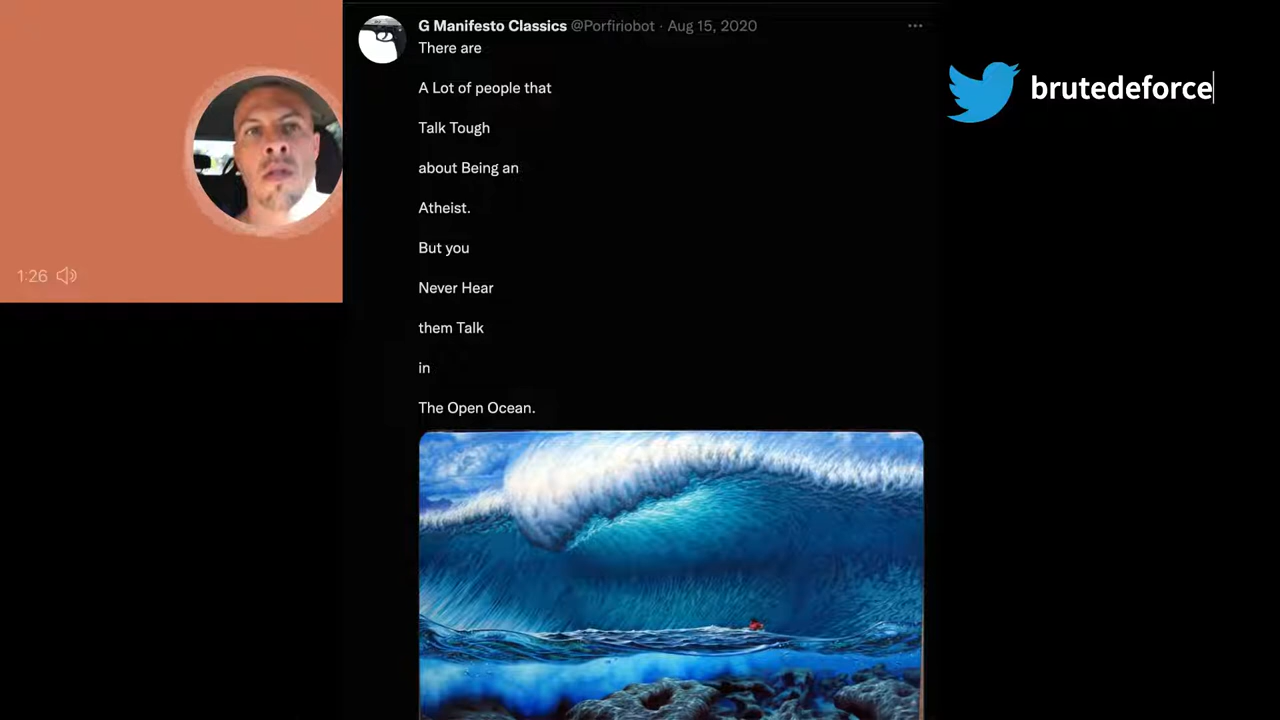 G Manifesto Classics @Porfiriobot · Aug 15, 2020
There are
A Lot of people that
Talk Tough
about Being an
Atheist.
But you
Never Hear
them Talk
in
The Open Ocean.
brutedeforce
1:26